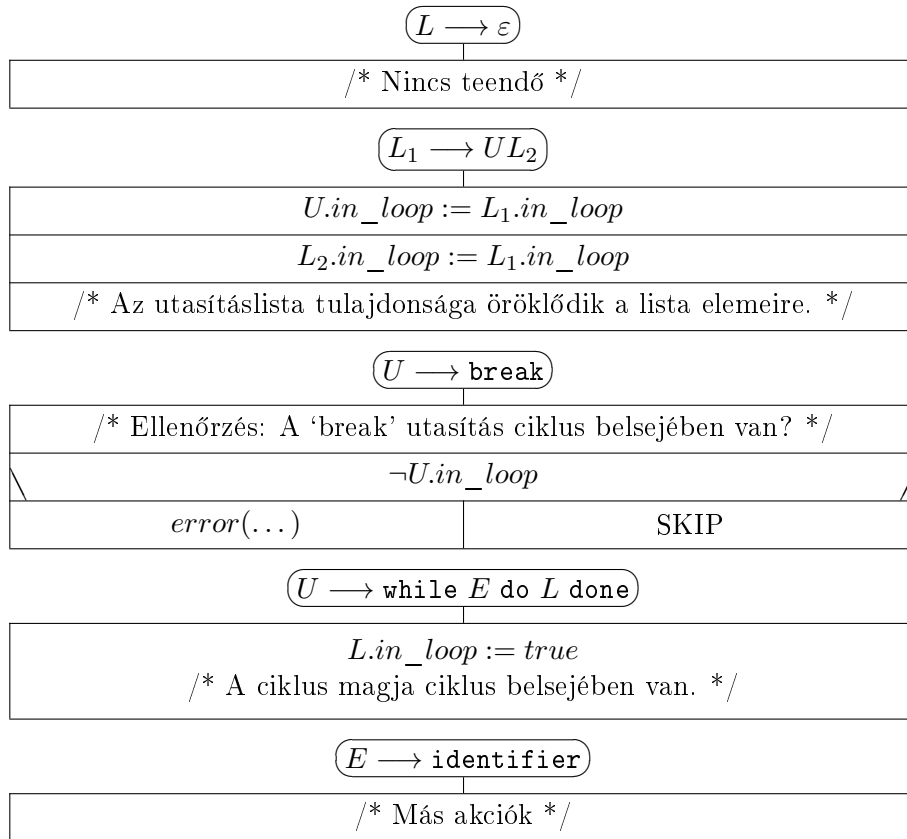 L ⟶ ε
/* Nincs teendő */
L₁ ⟶ UL₂
U.in_loop := L₁.in_loop
L₂.in_loop := L₁.in_loop
/* Az utasításlista tulajdonsága öröklődik a lista elemeire. */
U ⟶ break
/* Ellenőrzés: A ‘break’ utasítás ciklus belsejében van? */
¬U.in_loop
error(...) SKIP
U ⟶ while E do L done
L.in_loop := true
/* A ciklus magja ciklus belsejében van. */
E ⟶ identifier
/* Más akciók */